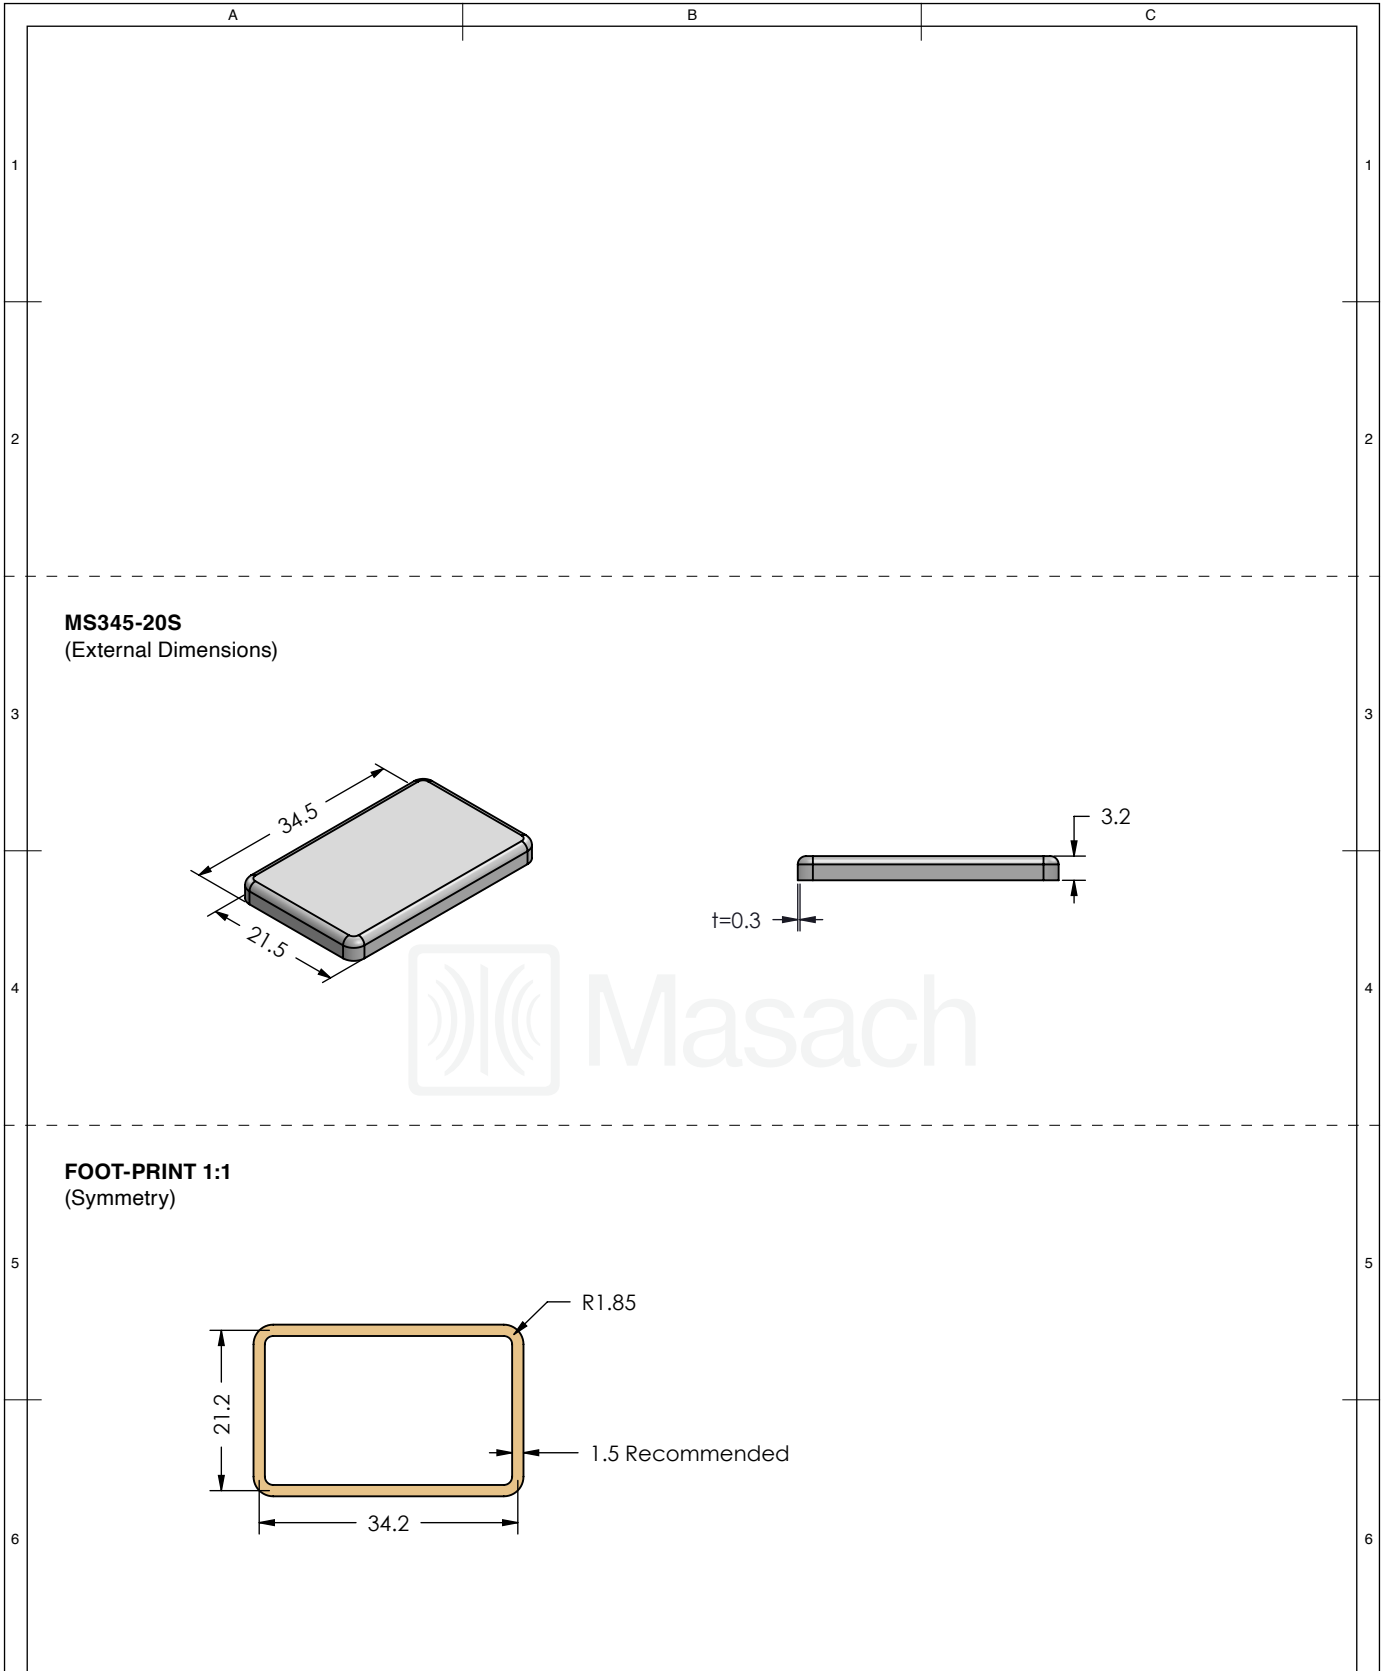 A B C
1 1
2 2
MS345-20S
(External Dimensions)
3 3
34.5
21.5
3.2
t=0.3
Masach
4 4
FOOT-PRINT 1:1
(Symmetry)
5 5
R1.85
21.2
1.5 Recommended
34.2
6 6